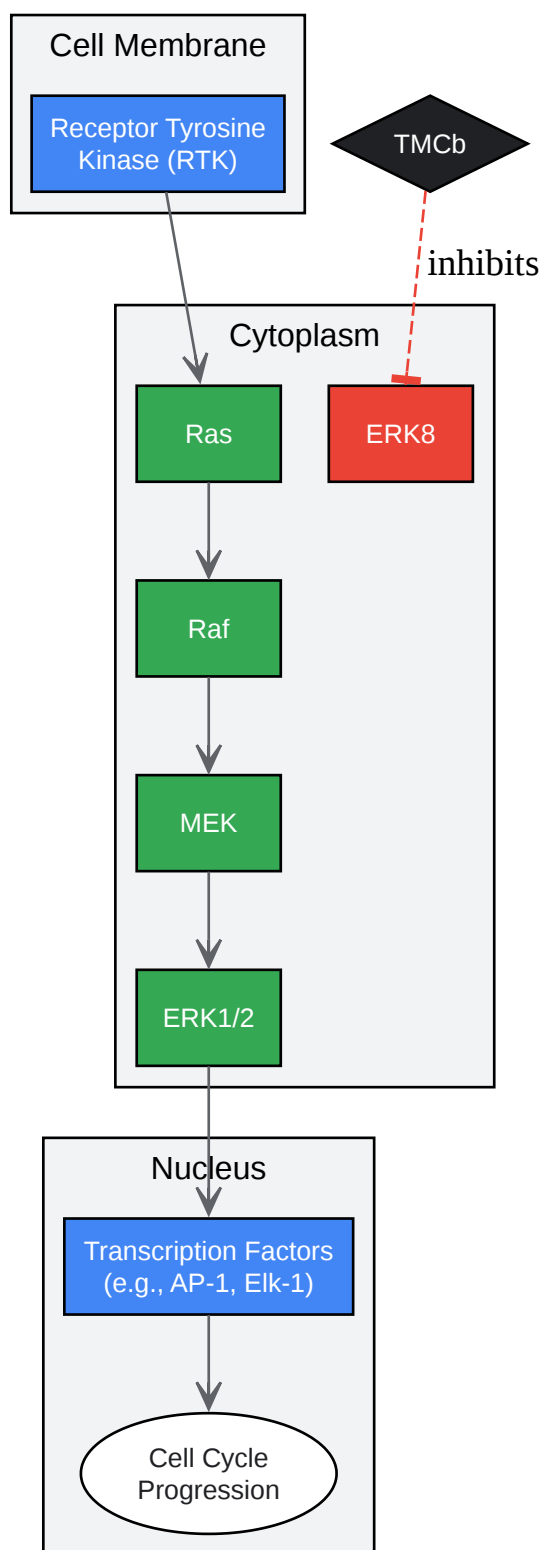 Cell Membrane
Receptor Tyrosine
Kinase (RTK)
TMCb
inhibits
Cytoplasm
Ras
ERK8
Raf
MEK
ERK1/2
Nucleus
Transcription Factors
(e.g., AP-1, Elk-1)
Cell Cycle
Progression